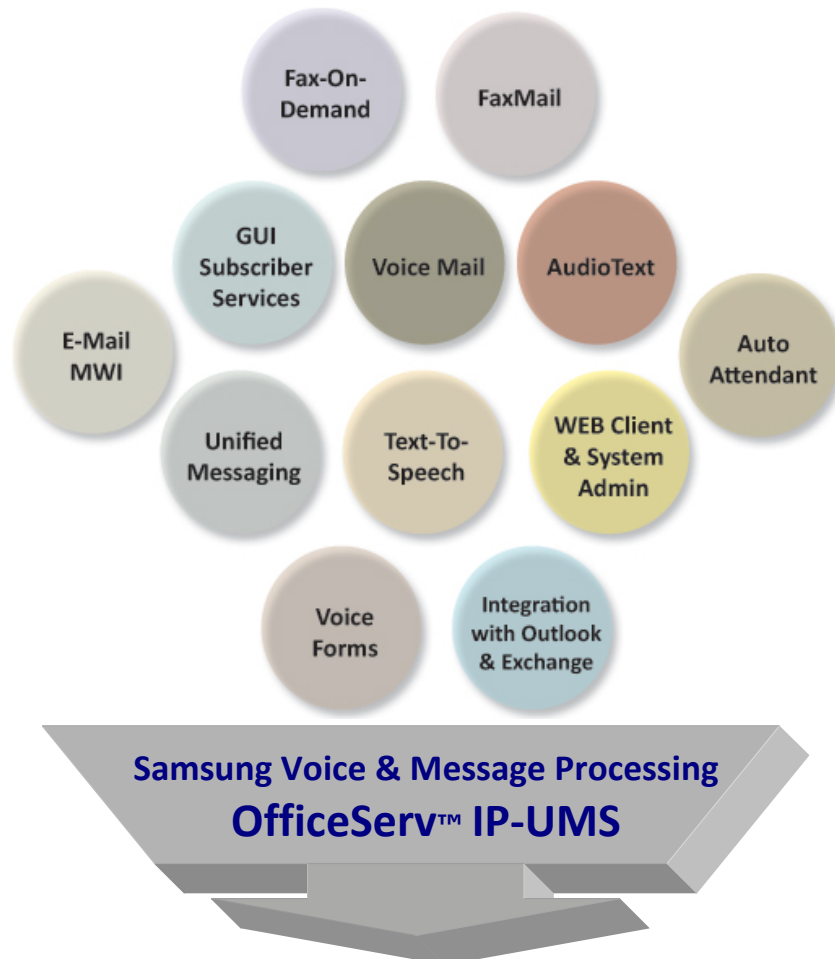 Fax-On-
Demand
FaxMail
GUI
Subscriber
Services
Voice Mail
AudioText
E-Mail
MWI
Auto
Attendant
Unified
Messaging
Text-To-
Speech
WEB Client
& System
Admin
Voice
Forms
Integration
with Outlook
& Exchange
Samsung Voice & Message Processing
OfficeServ™ IP-UMS